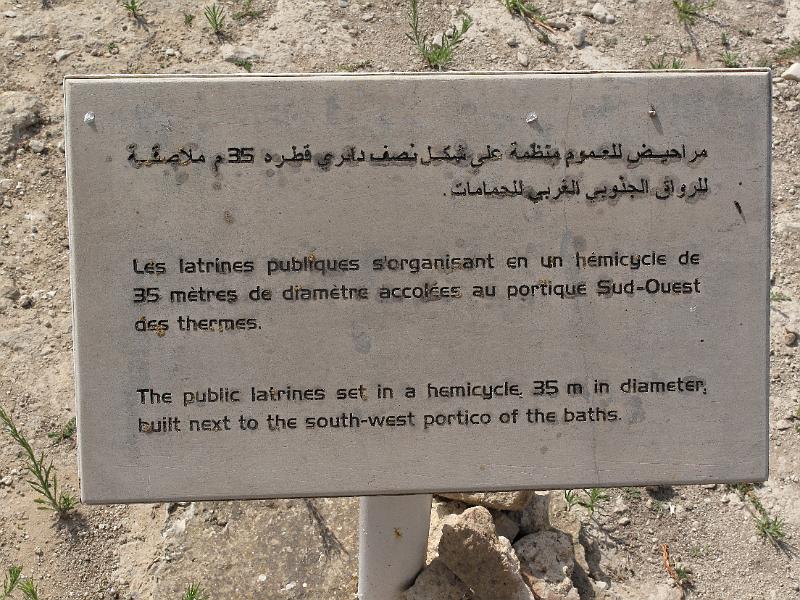 مراحيض للعموم منظمة على شكل نصف دائري قطره 35 م ملاصقة
للرواق الجنوبي الغربي للحمامات.
Les latrines publiques s'organisant en un hémicycle de
35 mètres de diamètre accolées au portique Sud-Ouest
des thermes.
The public latrines set in a hemicycle, 35 m in diameter,
built next to the south-west portico of the baths.